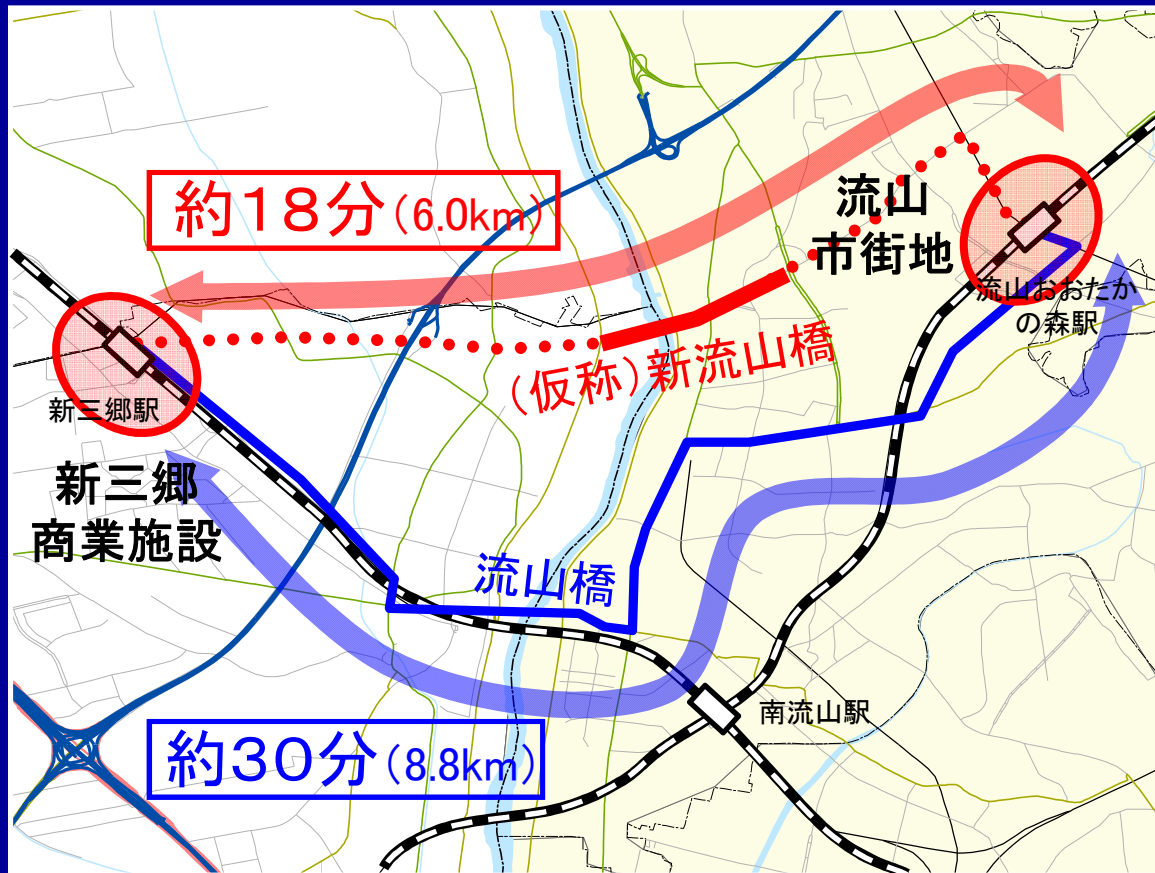 約１８分(6.0km)
流山
市街地
流山おおたか
の森駅
(仮称)新流山橋
新三郷駅
新三郷
商業施設
流山橋
南流山駅
約３０分(8.8km)